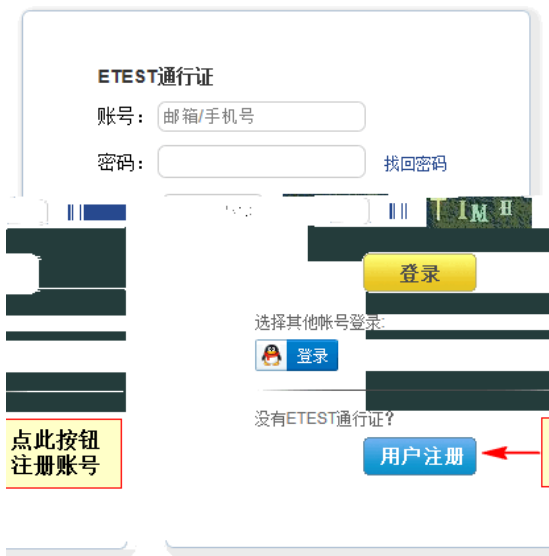 ETEST通行证
账号： 邮箱/手机号
密码： 找回密码
登录
选择其他帐号登录:
登录
没有ETEST通行证?
点此按钮
注册账号
用户注册